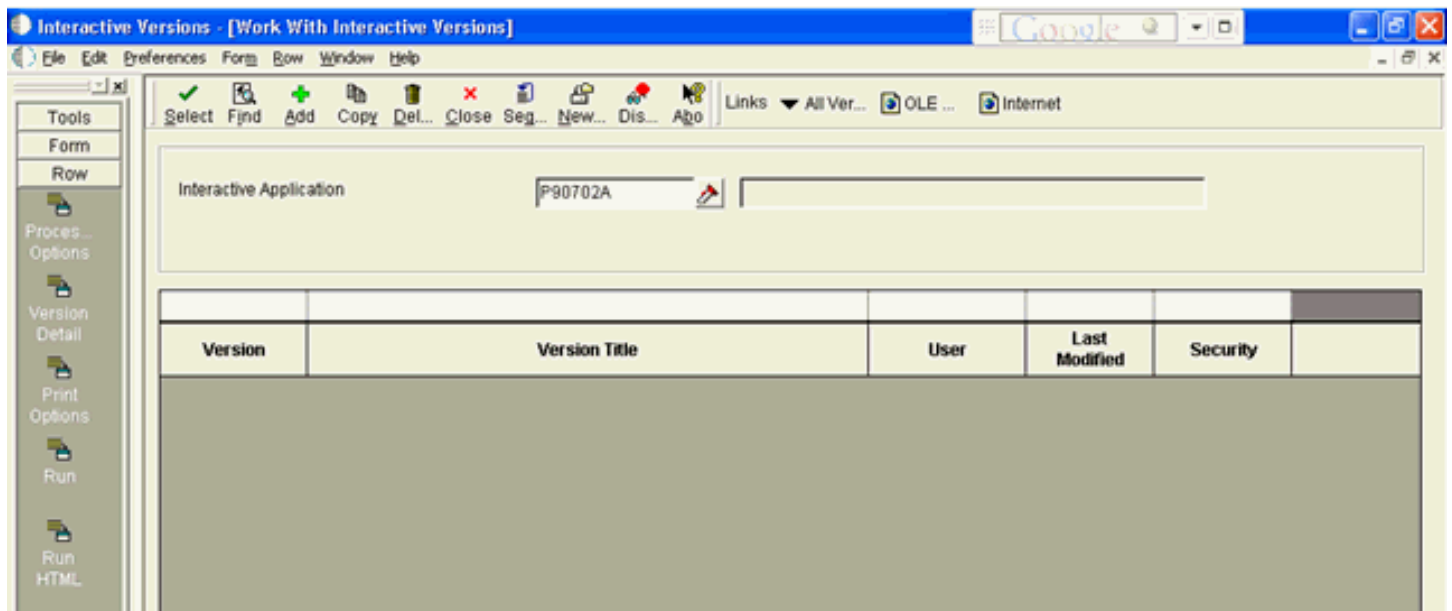 Interactive Versions - [Work With Interactive Versions]
Google
File Edit Preferences Form Row Window Help
Select Find Add Copy Del... Close Seq... New... Dis... Abo
Links All Ver... OLE ... Internet
Tools
Form
Row
Proces...
Options
Version
Detail
Print
Options
Run
Run
HTML
Interactive Application P90702A
Version Version Title User Last Modified Security